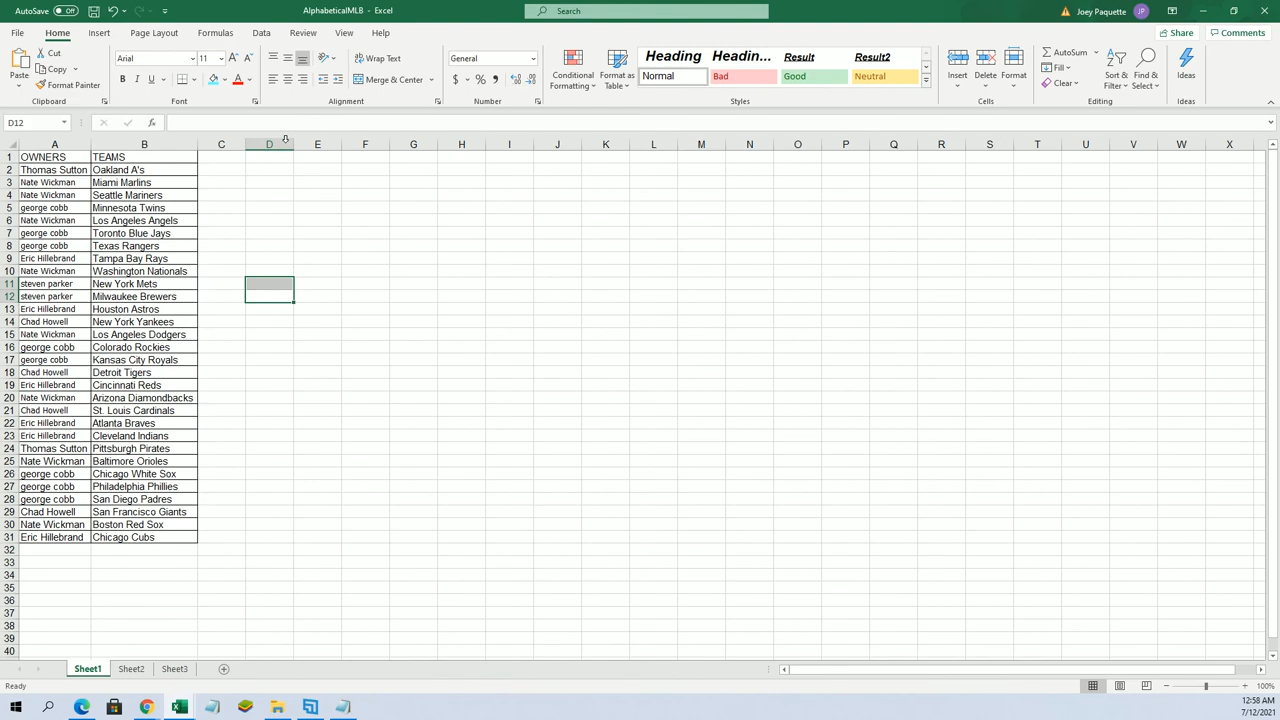 AutoSave Off AlphabeticalMLB - Excel Search Joey Paquette JP
File Home Insert Page Layout Formulas Data Review View Help Share Comments
Paste Cut Copy Format Painter Clipboard
Arial 11 A A B I U A Font
ab Wrap Text Merge & Center Alignment
General $ % 9 Number
Conditional Formatting Format as Table
Heading Headin... Result Result2
Normal Bad Good Neutral
Styles
Insert Delete Format Cells
AutoSum Fill Clear Sort & Filter Find & Select Editing
Ideas Ideas
D12 fx
A B C D E F G H I J K L M N O P Q R S T U V W X
1 OWNERS TEAMS
2 Thomas Sutton Oakland A's
3 Nate Wickman Miami Marlins
4 Nate Wickman Seattle Mariners
5 george cobb Minnesota Twins
6 Nate Wickman Los Angeles Angels
7 george cobb Toronto Blue Jays
8 george cobb Texas Rangers
9 Eric Hillebrand Tampa Bay Rays
10 Nate Wickman Washington Nationals
11 steven parker New York Mets
12 steven parker Milwaukee Brewers
13 Eric Hillebrand Houston Astros
14 Chad Howell New York Yankees
15 Nate Wickman Los Angeles Dodgers
16 george cobb Colorado Rockies
17 george cobb Kansas City Royals
18 Chad Howell Detroit Tigers
19 Eric Hillebrand Cincinnati Reds
20 Nate Wickman Arizona Diamondbacks
21 Chad Howell St. Louis Cardinals
22 Eric Hillebrand Atlanta Braves
23 Eric Hillebrand Cleveland Indians
24 Thomas Sutton Pittsburgh Pirates
25 Nate Wickman Baltimore Orioles
26 george cobb Chicago White Sox
27 george cobb Philadelphia Phillies
28 george cobb San Diego Padres
29 Chad Howell San Francisco Giants
30 Nate Wickman Boston Red Sox
31 Eric Hillebrand Chicago Cubs
32
33
34
35
36
37
38
39
40
Sheet1 Sheet2 Sheet3
Ready 100%
12:58 AM
7/12/2021